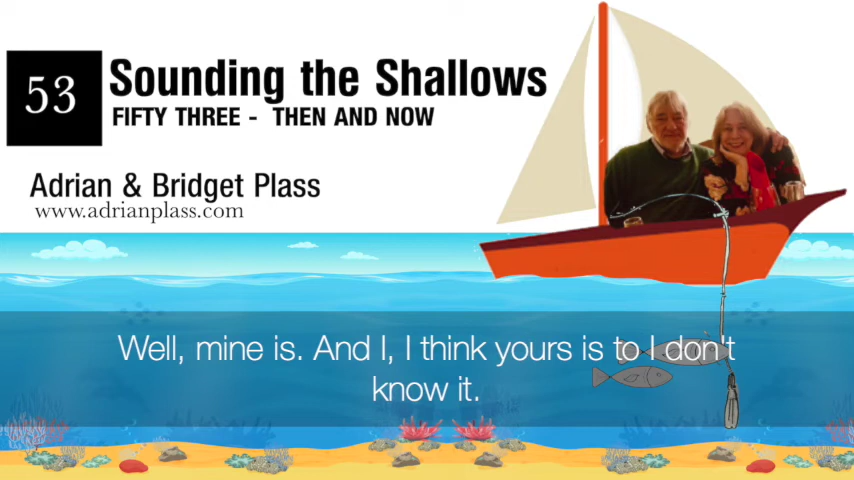 53
Sounding the Shallows
FIFTY THREE - THEN AND NOW
Adrian & Bridget Plass
www.adrianplass.com
Well, mine is. And I, I think yours is to I don't
know it.